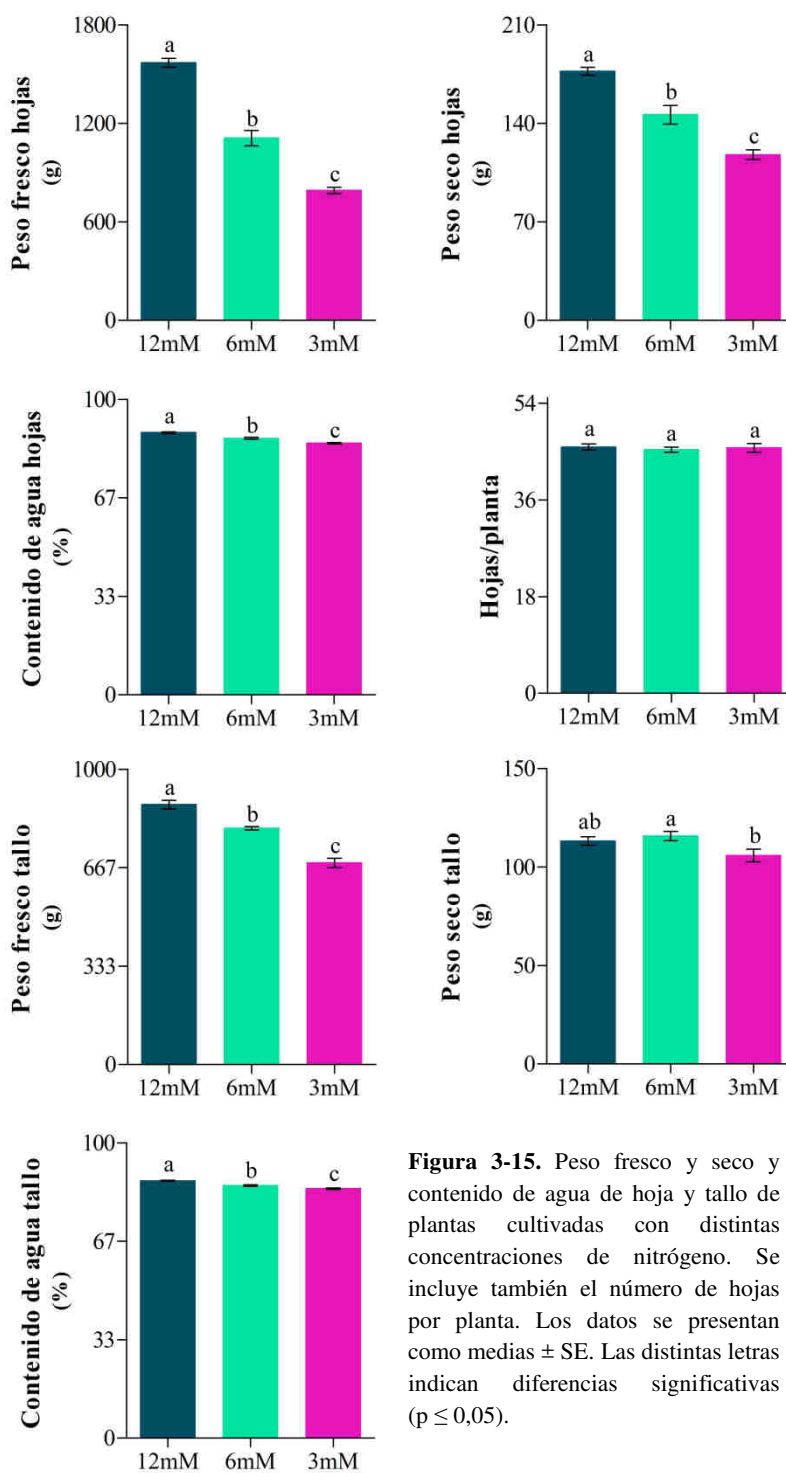 Peso fresco hojas
(g)
1800
1200
600
0
a
b
c
12mM 6mM 3mM
Peso seco hojas
(g)
210
140
70
0
a
b
c
12mM 6mM 3mM
Contenido de agua hojas
(%)
100
67
33
0
a
b
c
12mM 6mM 3mM
Hojas/planta
54
36
18
0
a
a
a
12mM 6mM 3mM
Peso fresco tallo
(g)
1000
667
333
0
a
b
c
12mM 6mM 3mM
Peso seco tallo
(g)
150
100
50
0
ab
a
b
12mM 6mM 3mM
Contenido de agua tallo
(%)
100
67
33
0
a
b
c
12mM 6mM 3mM
Figura 3-15. Peso fresco y seco y
contenido de agua de hoja y tallo de
plantas cultivadas con distintas
concentraciones de nitrógeno. Se
incluye también el número de hojas
por planta. Los datos se presentan
como medias ± SE. Las distintas letras
indican diferencias significativas
(p ≤ 0,05).